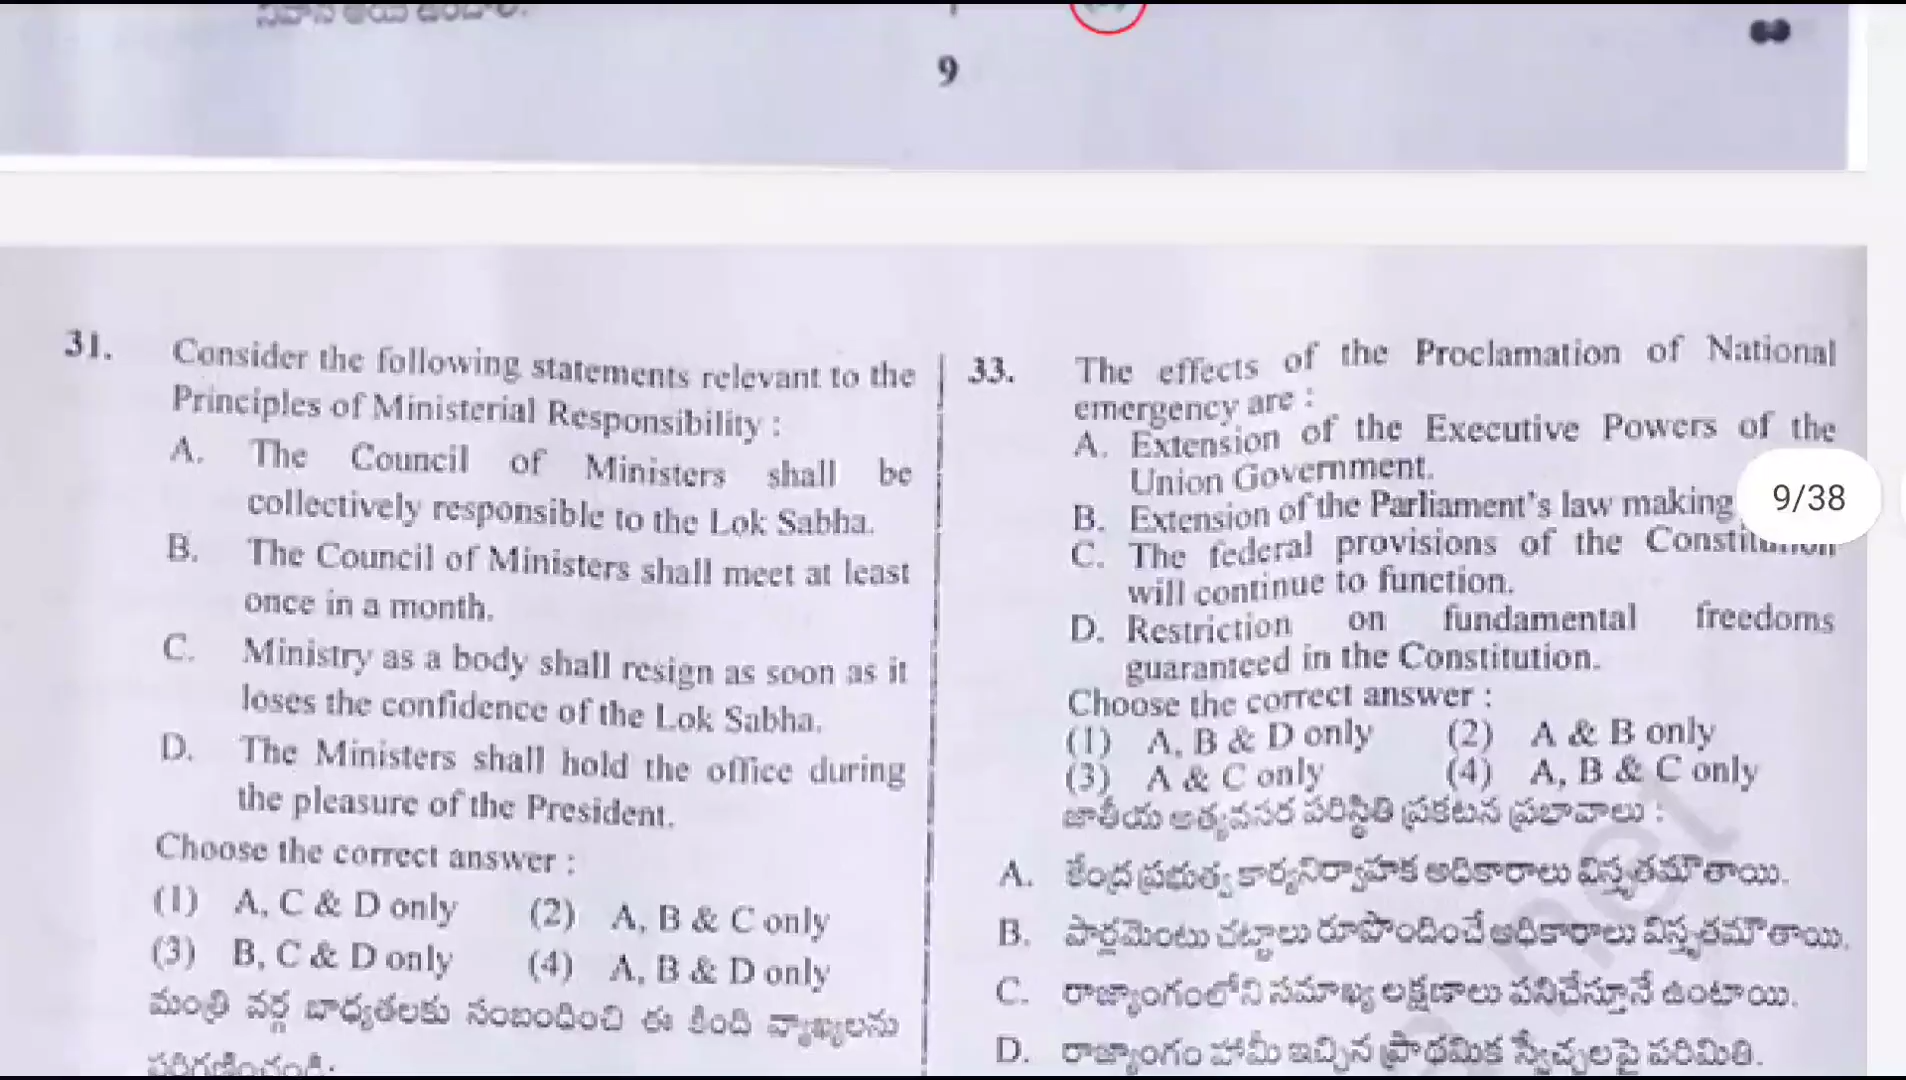 9
31. Consider the following statements relevant to the
Principles of Ministerial Responsibility :
A. The Council of Ministers shall be
collectively responsible to the Lok Sabha.
B. The Council of Ministers shall meet at least
once in a month.
C. Ministry as a body shall resign as soon as it
loses the confidence of the Lok Sabha.
D. The Ministers shall hold the office during
the pleasure of the President.
Choose the correct answer :
(1) A, C & D only (2) A, B & C only
(3) B, C & D only (4) A, B & D only
మంత్రి వర్గ బాధ్యతలకు సంబంధించి ఈ కింది వ్యాఖ్యలను
పరిగణించండి.
33. The effects of the Proclamation of National
emergency are :
A. Extension of the Executive Powers of the
Union Government.
B. Extension of the Parliament's law making
C. The federal provisions of the Constitution
will continue to function.
D. Restriction on fundamental freedoms
guaranteed in the Constitution.
Choose the correct answer :
(1) A, B & D only (2) A & B only
(3) A & C only (4) A, B & C only
జాతీయ అత్యవసర పరిస్థితి ప్రకటన ప్రభావాలు :
A. కేంద్ర ప్రభుత్వ కార్యనిర్వాహక అధికారాలు విస్తృతమౌతాయి.
B. పార్లమెంటు చట్టాలు రూపొందించే అధికారాలు విస్తృతమౌతాయి.
C. రాజ్యాంగంలోని సమాఖ్య లక్షణాలు పనిచేస్తూనే ఉంటాయి.
D. రాజ్యాంగం హామీ ఇచ్చిన ప్రాథమిక స్వేచ్ఛలపై పరిమితి.
9/38